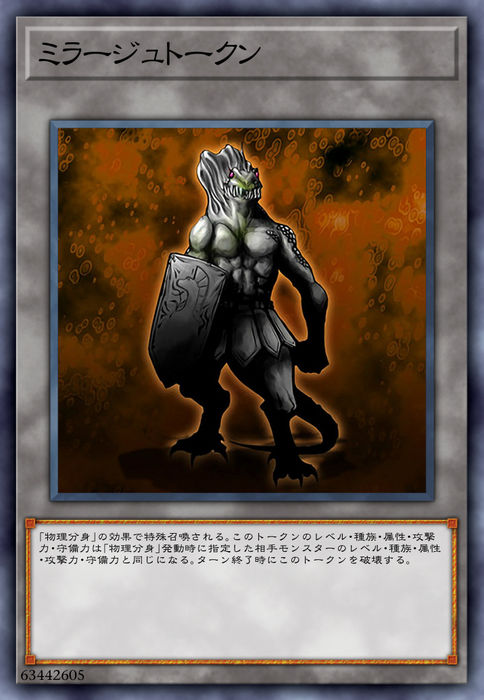 ミラージュトークン
「物理分身」の効果で特殊召喚される。このトークンのレベル・種族・属性・攻撃
力・守備力は「物理分身」発動時に指定した相手モンスターのレベル・種族・属性
・攻撃力・守備力と同じになる。ターン終了時にこのトークンを破壊する。
63442605